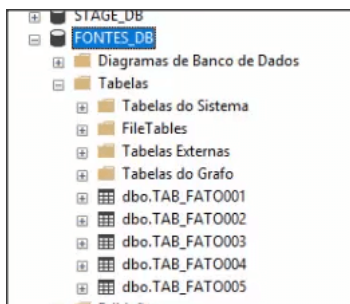 STAGE_DB
FONTES_DB
Diagramas de Banco de Dados
Tabelas
Tabelas do Sistema
FileTables
Tabelas Externas
Tabelas do Grafo
dbo.TAB_FATO001
dbo.TAB_FATO002
dbo.TAB_FATO003
dbo.TAB_FATO004
dbo.TAB_FATO005